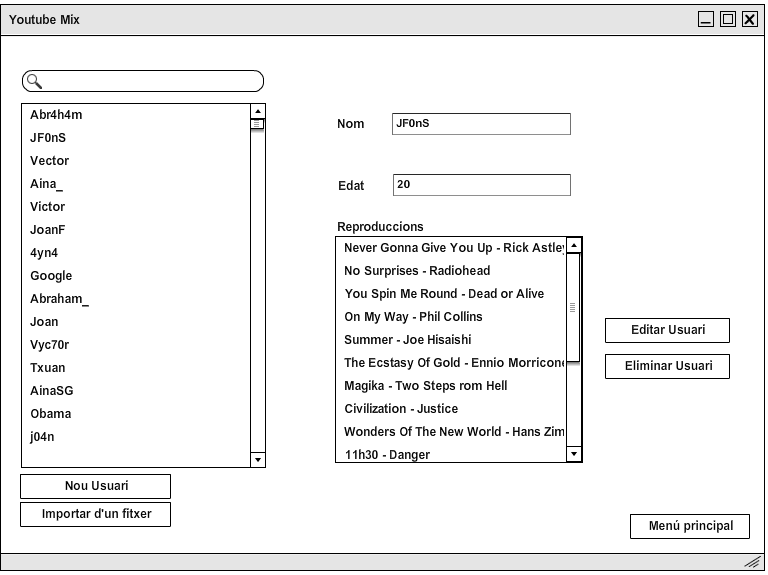 Youtube Mix
Abr4h4m
JF0nS
Vector
Aina_
Victor
JoanF
4yn4
Google
Abraham_
Joan
Vyc70r
Txuan
AinaSG
Obama
j04n
Nou Usuari
Importar d'un fitxer
Nom
JF0nS
Edat
20
Reproduccions
Never Gonna Give You Up - Rick Astley
No Surprises - Radiohead
You Spin Me Round - Dead or Alive
On My Way - Phil Collins
Summer - Joe Hisaishi
The Ecstasy Of Gold - Ennio Morricone
Magika - Two Steps rom Hell
Civilization - Justice
Wonders Of The New World - Hans Zim
11h30 - Danger
Editar Usuari
Eliminar Usuari
Menú principal